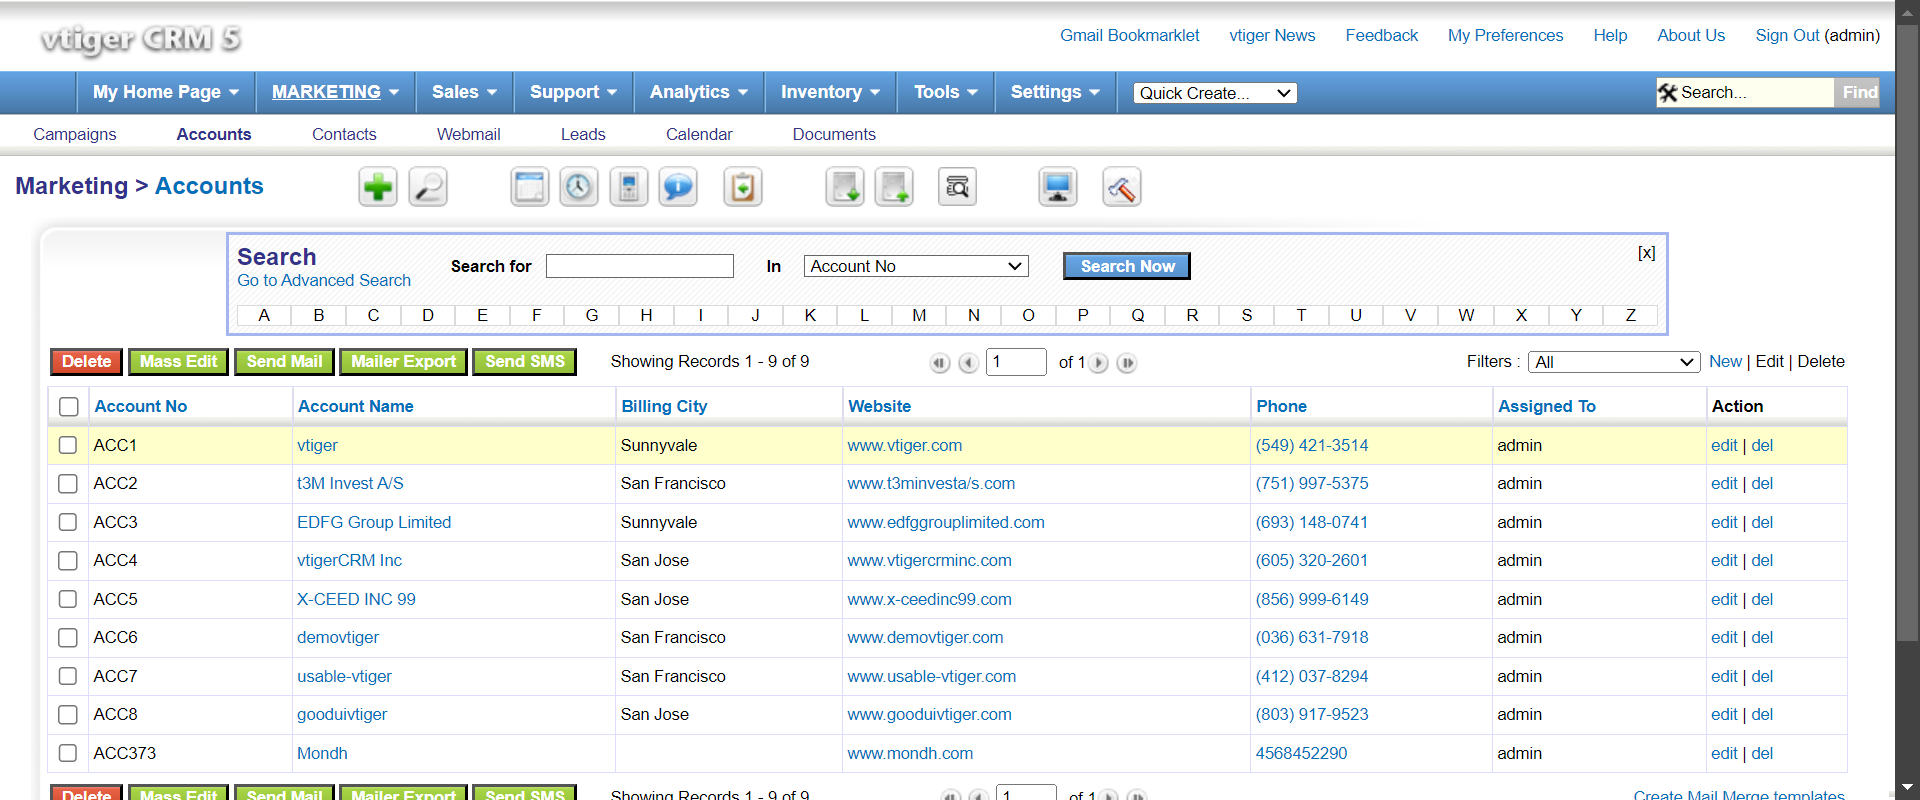 vtiger CRM 5
Gmail Bookmarklet vtiger News Feedback My Preferences Help About Us Sign Out (admin)
My Home Page MARKETING Sales Support Analytics Inventory Tools Settings Quick Create... Search... Find
Campaigns Accounts Contacts Webmail Leads Calendar Documents
Marketing > Accounts
Search Search for In Account No Search Now [x]
Go to Advanced Search
A B C D E F G H I J K L M N O P Q R S T U V W X Y Z
Delete Mass Edit Send Mail Mailer Export Send SMS Showing Records 1 - 9 of 9 1 of 1 Filters : All New | Edit | Delete
Account No Account Name Billing City Website Phone Assigned To Action
ACC1 vtiger Sunnyvale www.vtiger.com (549) 421-3514 admin edit | del
ACC2 t3M Invest A/S San Francisco www.t3minvesta/s.com (751) 997-5375 admin edit | del
ACC3 EDFG Group Limited Sunnyvale www.edfggrouplimited.com (693) 148-0741 admin edit | del
ACC4 vtigerCRM Inc San Jose www.vtigercrminc.com (605) 320-2601 admin edit | del
ACC5 X-CEED INC 99 San Jose www.x-ceedinc99.com (856) 999-6149 admin edit | del
ACC6 demovtiger San Francisco www.demovtiger.com (036) 631-7918 admin edit | del
ACC7 usable-vtiger San Francisco www.usable-vtiger.com (412) 037-8294 admin edit | del
ACC8 gooduivtiger San Jose www.gooduivtiger.com (803) 917-9523 admin edit | del
ACC373 Mondh www.mondh.com 4568452290 admin edit | del
Delete Mass Edit Send Mail Mailer Export Send SMS Showing Records 1 - 9 of 9 1 of 1 Create Mail Merge templates